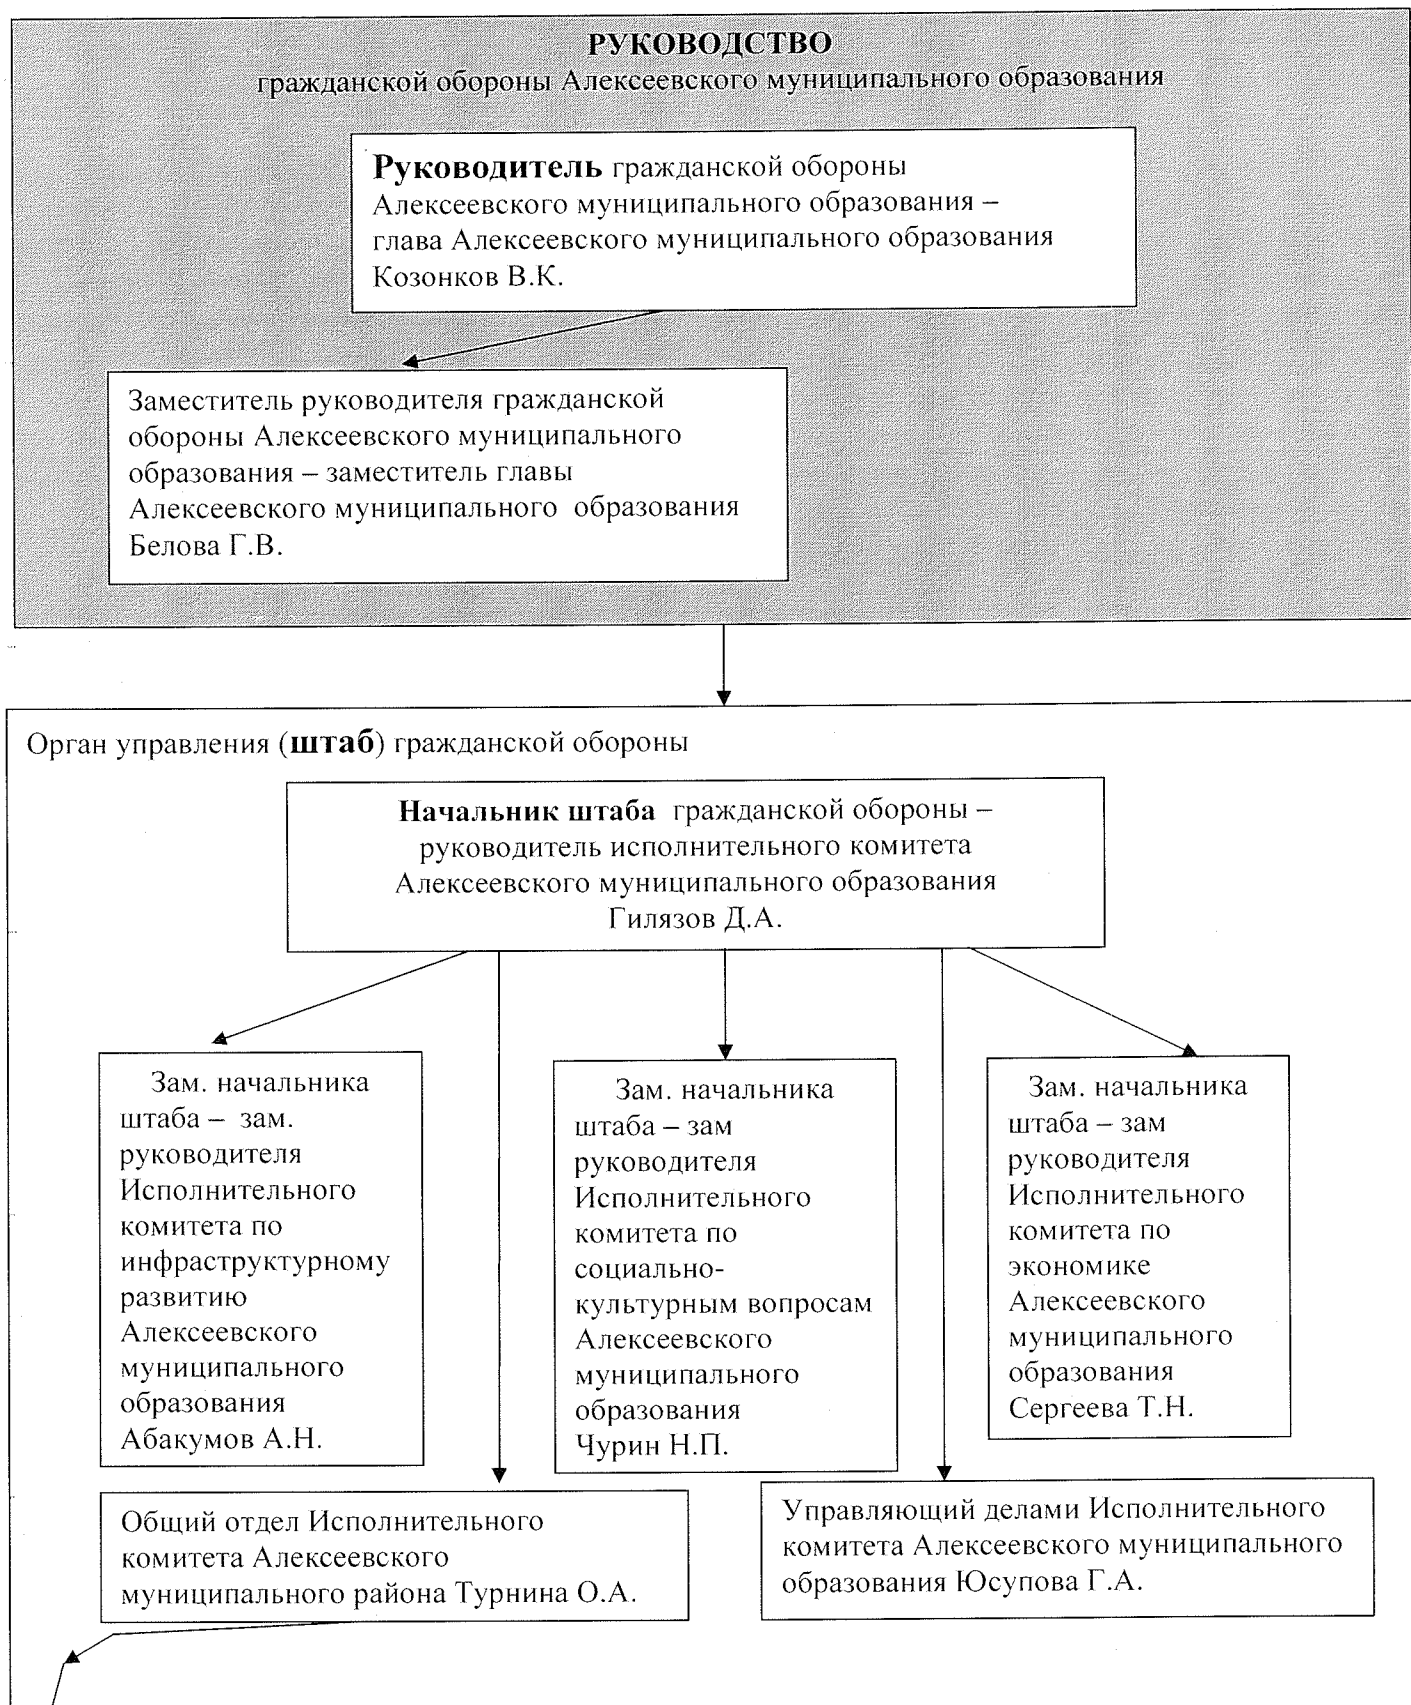 РУКОВОДСТВО
гражданской обороны Алексеевского муниципального образования
Руководитель гражданской обороны
Алексеевского муниципального образования –
глава Алексеевского муниципального образования
Козонков В.К.
Заместитель руководителя гражданской
обороны Алексеевского муниципального
образования – заместитель главы
Алексеевского муниципального образования
Белова Г.В.
Орган управления (штаб) гражданской обороны
Начальник штаба гражданской обороны –
руководитель исполнительного комитета
Алексеевского муниципального образования
Гилязов Д.А.
Зам. начальника
штаба – зам.
руководителя
Исполнительного
комитета по
инфраструктурному
развитию
Алексеевского
муниципального
образования
Абакумов А.Н.
Зам. начальника
штаба – зам
руководителя
Исполнительного
комитета по
социально-
культурным вопросам
Алексеевского
муниципального
образования
Чурин Н.П.
Зам. начальника
штаба – зам
руководителя
Исполнительного
комитета по
экономике
Алексеевского
муниципального
образования
Сергеева Т.Н.
Общий отдел Исполнительного
комитета Алексеевского
муниципального района Турнина О.А.
Управляющий делами Исполнительного
комитета Алексеевского муниципального
образования Юсупова Г.А.